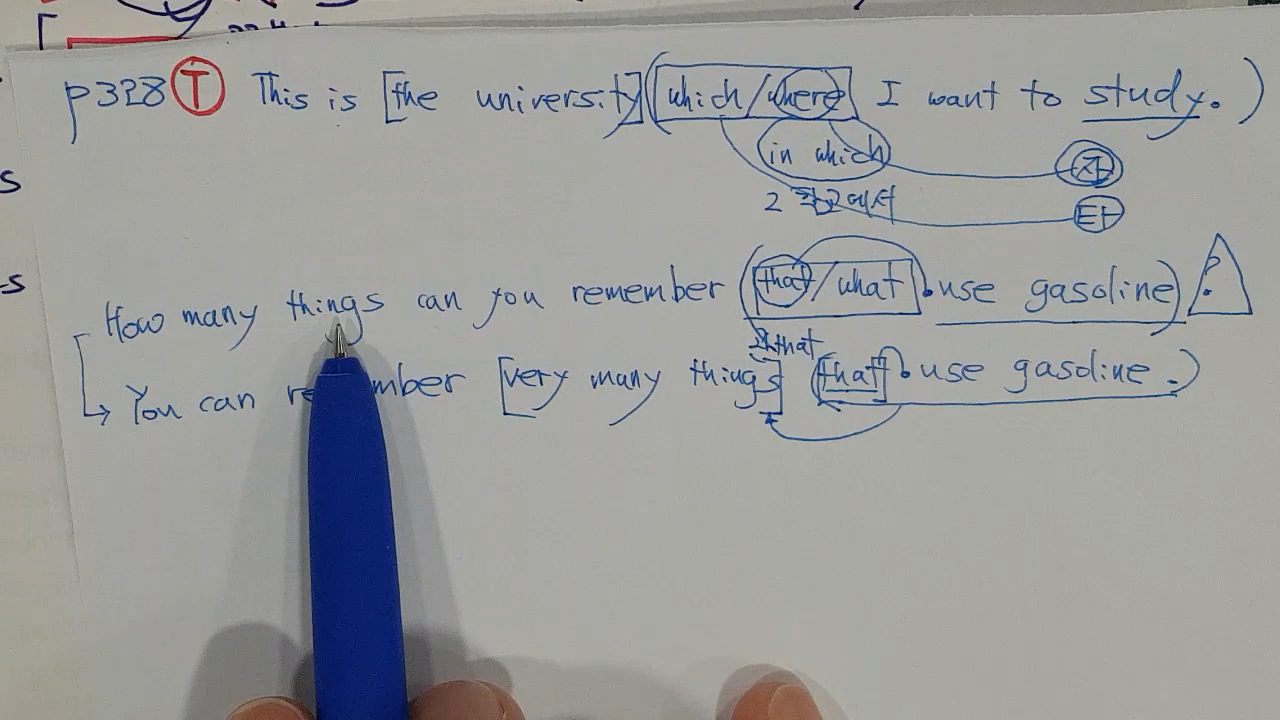 p328 Ⓣ This is [the university] (which/where I want to study.)
in which 자
2 학교에서 타
How many things can you remember (that/what use gasoline)?
that
You can remember [very many things] (that use gasoline.)